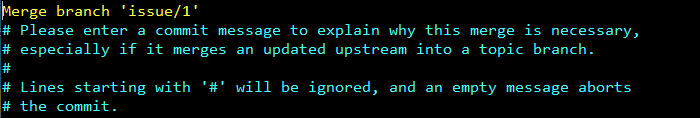 Merge branch 'issue/1'
# Please enter a commit message to explain why this merge is necessary,
# especially if it merges an updated upstream into a topic branch.
#
# Lines starting with '#' will be ignored, and an empty message aborts
# the commit.